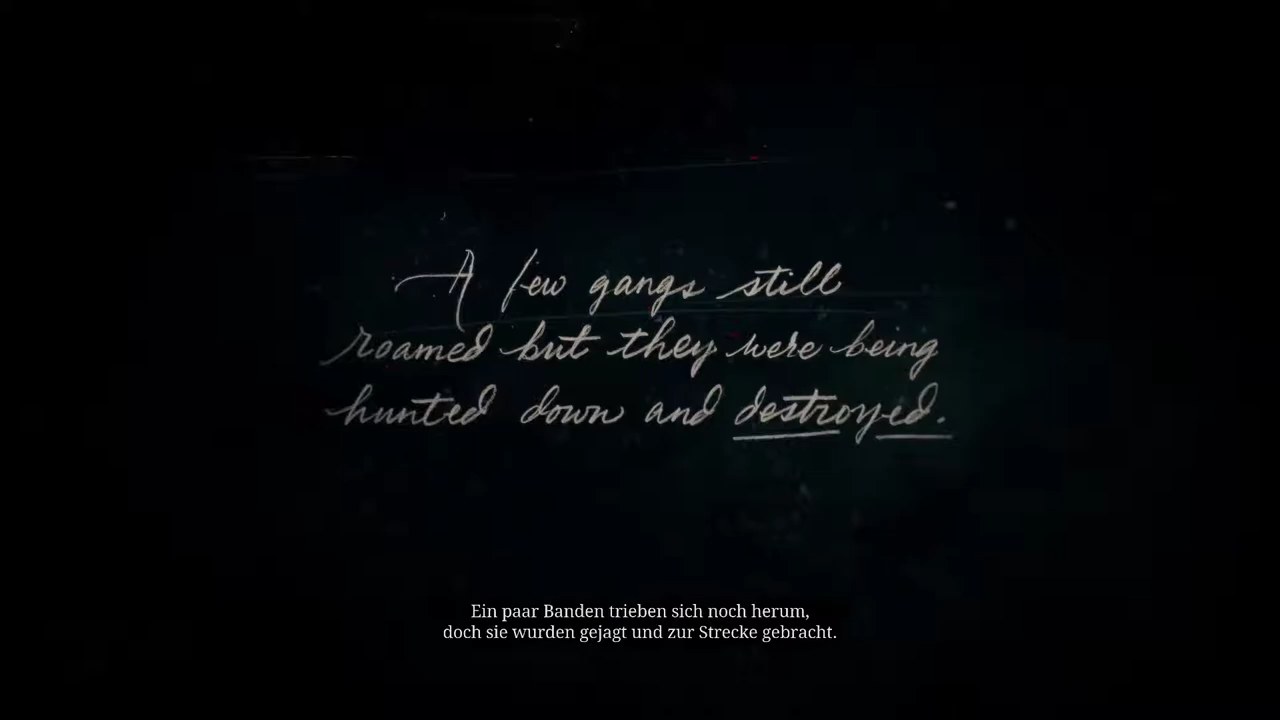 A few gangs still
roamed but they were being
hunted down and destroyed.
Ein paar Banden trieben sich noch herum,
doch sie wurden gejagt und zur Strecke gebracht.